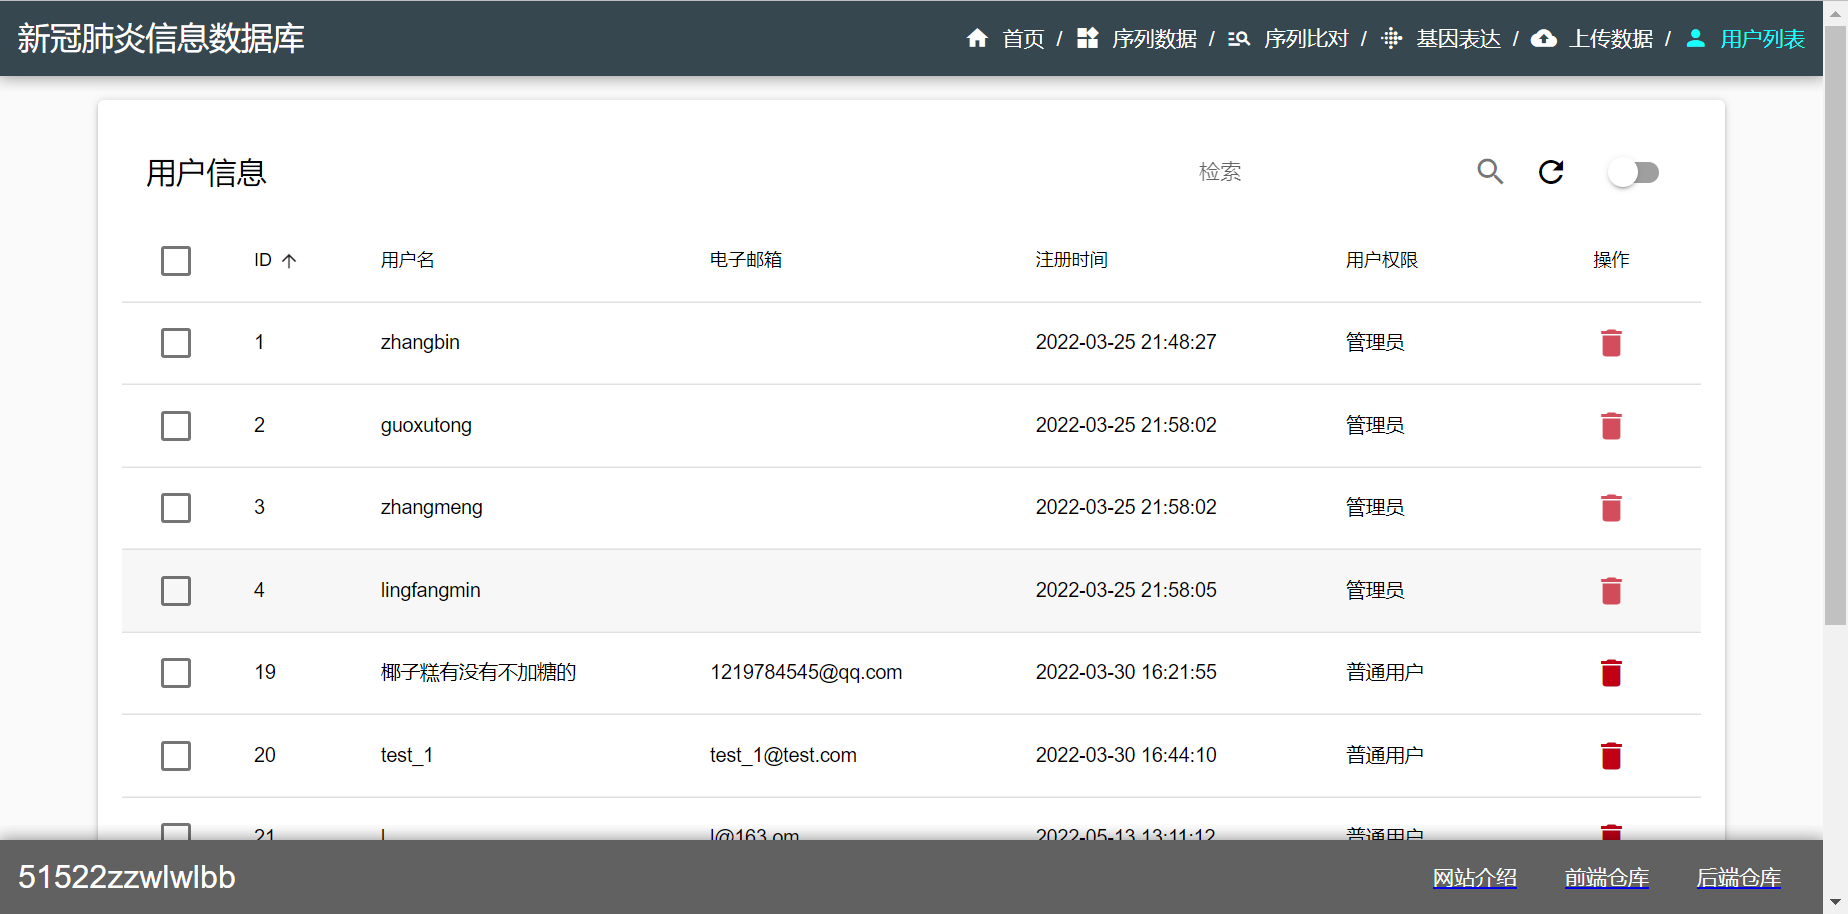 新冠肺炎信息数据库
首页 / 序列数据 / 序列比对 / 基因表达 / 上传数据 / 用户列表
用户信息
检索
ID 用户名 电子邮箱 注册时间 用户权限 操作
1 zhangbin 2022-03-25 21:48:27 管理员
2 guoxutong 2022-03-25 21:58:02 管理员
3 zhangmeng 2022-03-25 21:58:02 管理员
4 lingfangmin 2022-03-25 21:58:05 管理员
19 椰子糕有没有不加糖的 1219784545@qq.com 2022-03-30 16:21:55 普通用户
20 test_1 test_1@test.com 2022-03-30 16:44:10 普通用户
21 2022-05-13 13:11:12 普通用户
51522zzwlwlbb
网站介绍 前端仓库 后端仓库